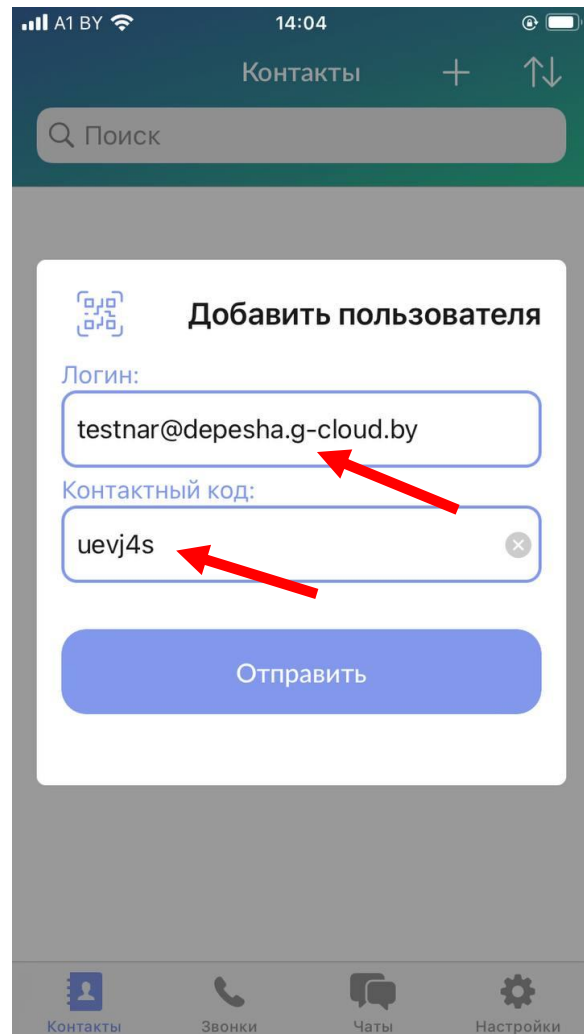 A1 BY 14:04
Контакты
Поиск
Добавить пользователя
Логин:
testnar@depesha.g-cloud.by
Контактный код:
uevj4s
Отправить
Контакты Звонки Чаты Настройки